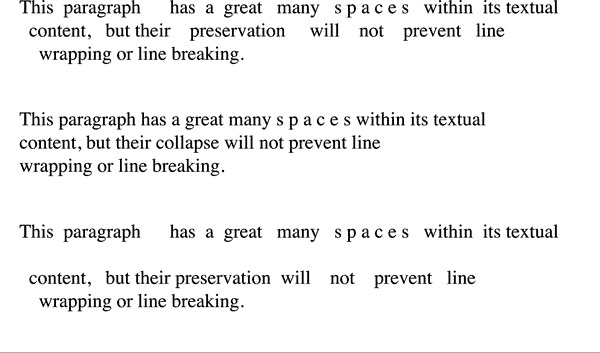 This  paragraph      has  a  great   many   s p a c e s   within  its textual
  content,   but their    preservation     will    not    prevent   line
    wrapping or line breaking.
This paragraph has a great many s p a c e s within its textual
content, but their collapse will not prevent line
wrapping or line breaking.
This  paragraph      has  a  great   many   s p a c e s   within  its textual
  content,   but their preservation  will    not    prevent   line
    wrapping or line breaking.